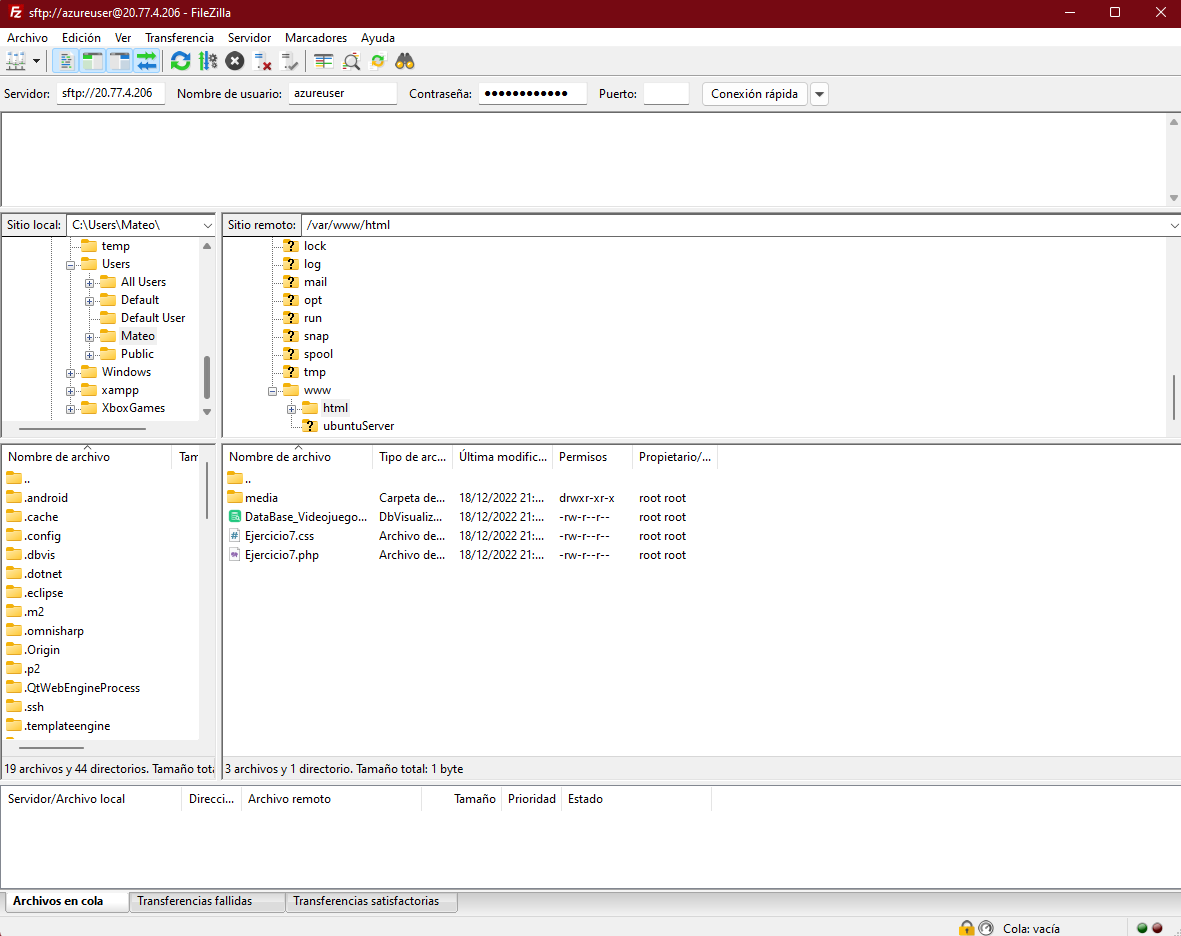 sftp://azureuser@20.77.4.206 - FileZilla
Archivo Edición Ver Transferencia Servidor Marcadores Ayuda
Servidor: sftp://20.77.4.206 Nombre de usuario: azureuser Contraseña: ●●●●●●●●●●●● Puerto: Conexión rápida
Sitio local: C:\Users\Mateo\
temp
Users
All Users
Default
Default User
Mateo
Public
Windows
xampp
XboxGames
Sitio remoto: /var/www/html
lock
log
mail
opt
run
snap
spool
tmp
www
html
ubuntuServer
Nombre de archivo Tam
..
.android
.cache
.config
.dbvis
.dotnet
.eclipse
.m2
.omnisharp
.Origin
.p2
.QtWebEngineProcess
.ssh
.templateengine
19 archivos y 44 directorios. Tamaño tota
Nombre de archivo Tipo de arc... Última modific... Permisos Propietario/...
..
media Carpeta de... 18/12/2022 21:... drwxr-xr-x root root
DataBase_Videojuego... DbVisualiz... 18/12/2022 21:... -rw-r--r-- root root
Ejercicio7.css Archivo de... 18/12/2022 21:... -rw-r--r-- root root
Ejercicio7.php Archivo de... 18/12/2022 21:... -rw-r--r-- root root
3 archivos y 1 directorio. Tamaño total: 1 byte
Servidor/Archivo local Direcci... Archivo remoto Tamaño Prioridad Estado
Archivos en cola Transferencias fallidas Transferencias satisfactorias
Cola: vacía